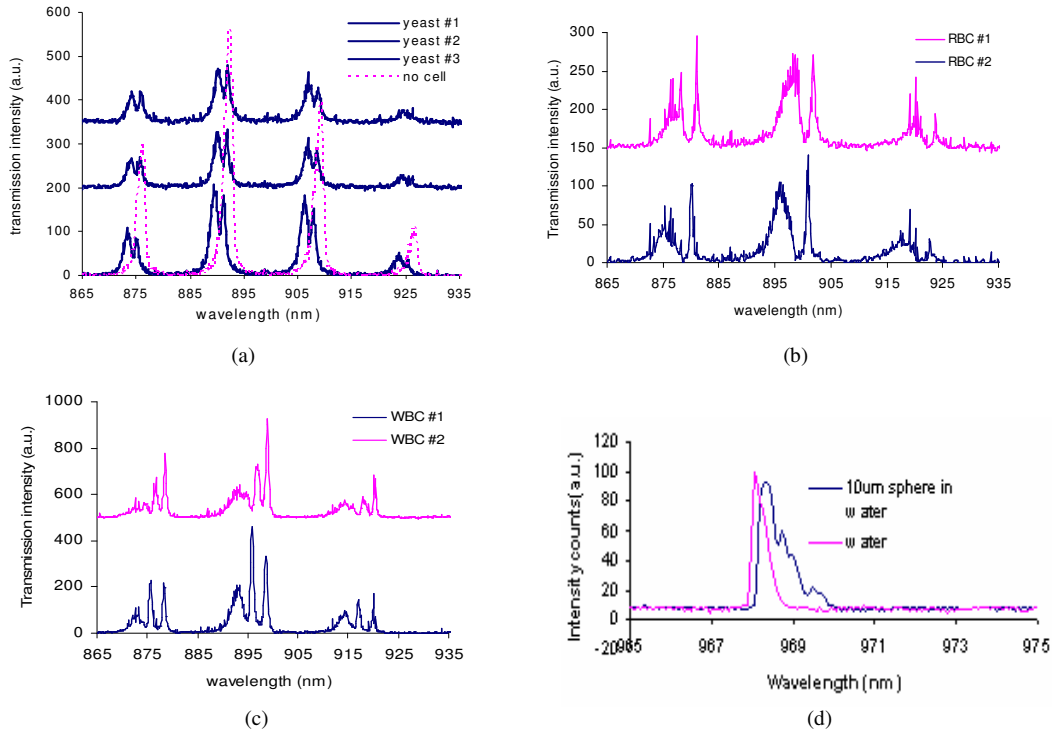 600
500
400
300
200
100
0
transmission intensity (a.u.)
yeast #1
yeast #2
yeast #3
no cell
865 875 885 895 905 915 925 935
wavelength (nm)
(a)
300
250
200
150
100
50
0
Transmission intensity (a.u.)
RBC #1
RBC #2
865 875 885 895 905 915 925 935
wavelength (nm)
(b)
1000
800
600
400
200
0
Transmission intensity (a.u.)
WBC #1
WBC #2
865 875 885 895 905 915 925 935
wavelength (nm)
(c)
120
100
80
60
40
20
0
-20
Intensity counts(a.u.)
10um sphere in
water
water
965 967 969 971 973 975
Wavelength (nm)
(d)